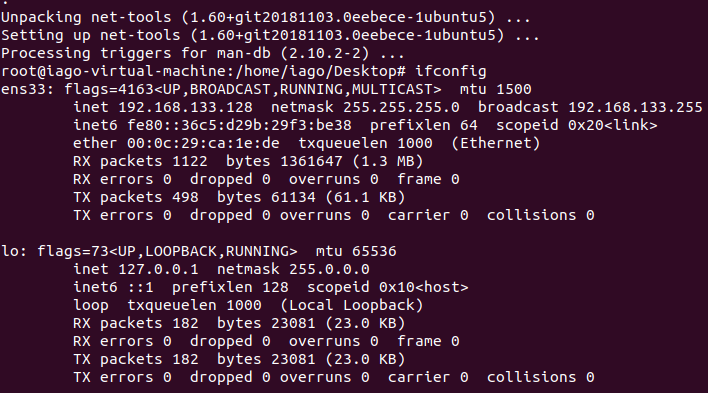 .
Unpacking net-tools (1.60+git20181103.0eebece-1ubuntu5) ...
Setting up net-tools (1.60+git20181103.0eebece-1ubuntu5) ...
Processing triggers for man-db (2.10.2-2) ...
root@iago-virtual-machine:/home/iago/Desktop# ifconfig
ens33: flags=4163<UP,BROADCAST,RUNNING,MULTICAST>  mtu 1500
        inet 192.168.133.128  netmask 255.255.255.0  broadcast 192.168.133.255
        inet6 fe80::36c5:d29b:29f3:be38  prefixlen 64  scopeid 0x20<link>
        ether 00:0c:29:ca:1e:de  txqueuelen 1000  (Ethernet)
        RX packets 1122  bytes 1361647 (1.3 MB)
        RX errors 0  dropped 0  overruns 0  frame 0
        TX packets 498  bytes 61134 (61.1 KB)
        TX errors 0  dropped 0 overruns 0  carrier 0  collisions 0

lo: flags=73<UP,LOOPBACK,RUNNING>  mtu 65536
        inet 127.0.0.1  netmask 255.0.0.0
        inet6 ::1  prefixlen 128  scopeid 0x10<host>
        loop  txqueuelen 1000  (Local Loopback)
        RX packets 182  bytes 23081 (23.0 KB)
        RX errors 0  dropped 0  overruns 0  frame 0
        TX packets 182  bytes 23081 (23.0 KB)
        TX errors 0  dropped 0 overruns 0  carrier 0  collisions 0